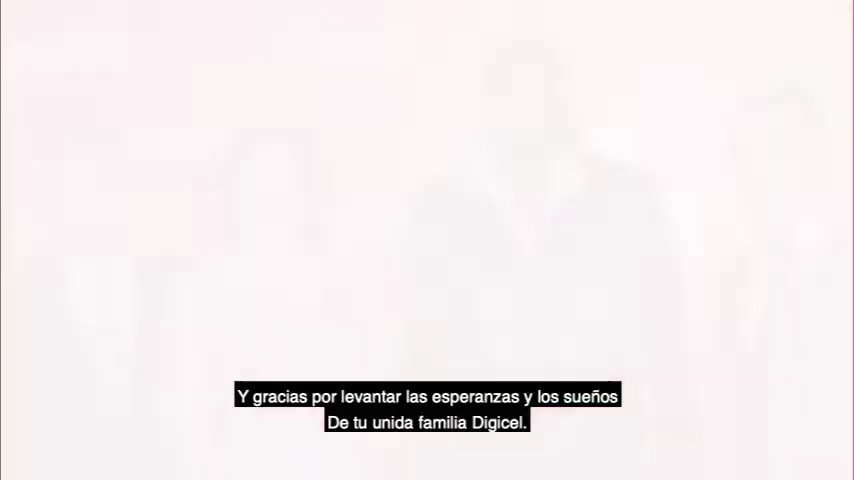 Y gracias por levantar las esperanzas y los sueños
De tu unida familia Digicel.